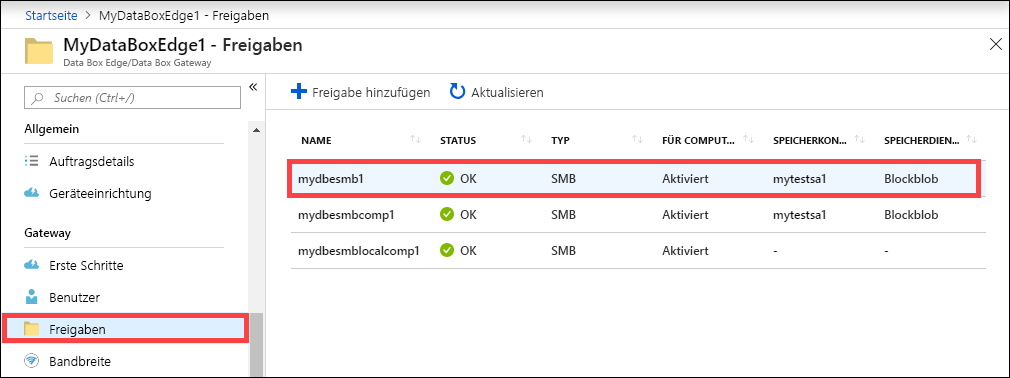 Startseite > MyDataBoxEdge1 - Freigaben
MyDataBoxEdge1 - Freigaben
Data Box Edge/Data Box Gateway
Suchen (Ctrl+/)
Allgemein
Auftragsdetails
Geräteeinrichtung
Gateway
Erste Schritte
Benutzer
Freigaben
Bandbreite
Freigabe hinzufügen Aktualisieren
NAME STATUS TYP FÜR COMPUT... SPEICHERKON... SPEICHERDIEN...
mydbesmb1 OK SMB Aktiviert mytestsa1 Blockblob
mydbesmbcomp1 OK SMB Aktiviert mytestsa1 Blockblob
mydbesmblocalcomp1 OK SMB Aktiviert - -